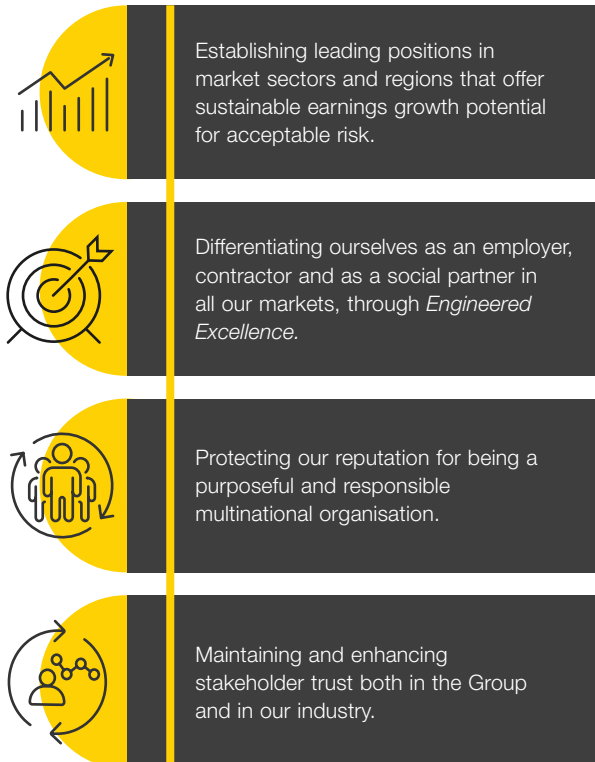 Establishing leading positions in
market sectors and regions that offer
sustainable earnings growth potential
for acceptable risk.
Differentiating ourselves as an employer,
contractor and as a social partner in
all our markets, through Engineered
Excellence.
Protecting our reputation for being a
purposeful and responsible
multinational organisation.
Maintaining and enhancing
stakeholder trust both in the Group
and in our industry.